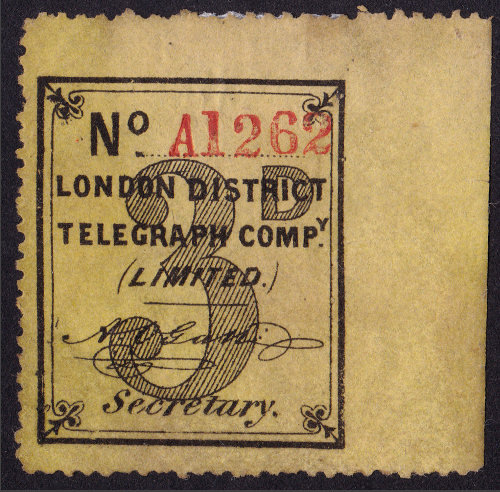 Nº A1262
LONDON DISTRICT
3D
TELEGRAPH COMPY.
(LIMITED.)
Secretary.